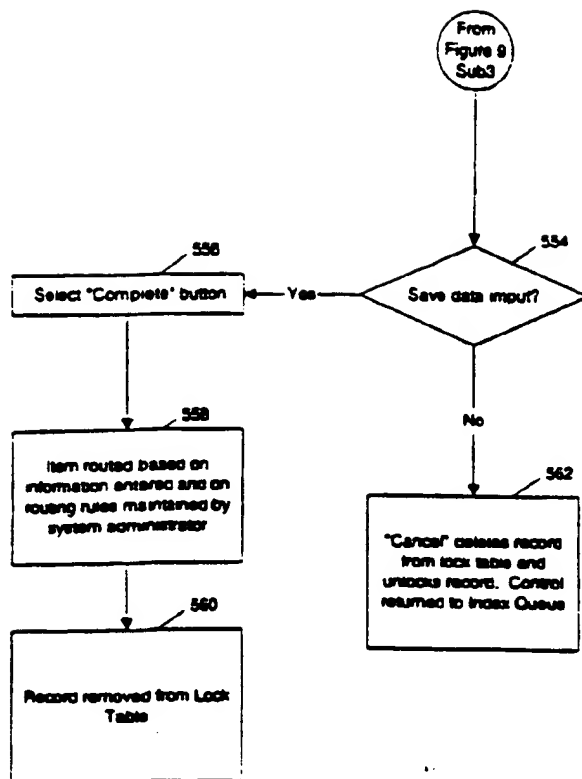 From
Figure 9
Sub3
554
Save data imput?
Yes
556
Select "Complete" button
558
Item routed based on
information entered and on
routing rules maintained by
system administrator
560
Record removed from Lock
Table
No
562
"Cancel" deletes record
from lock table and
unlocks record. Control
returned to Index Queue